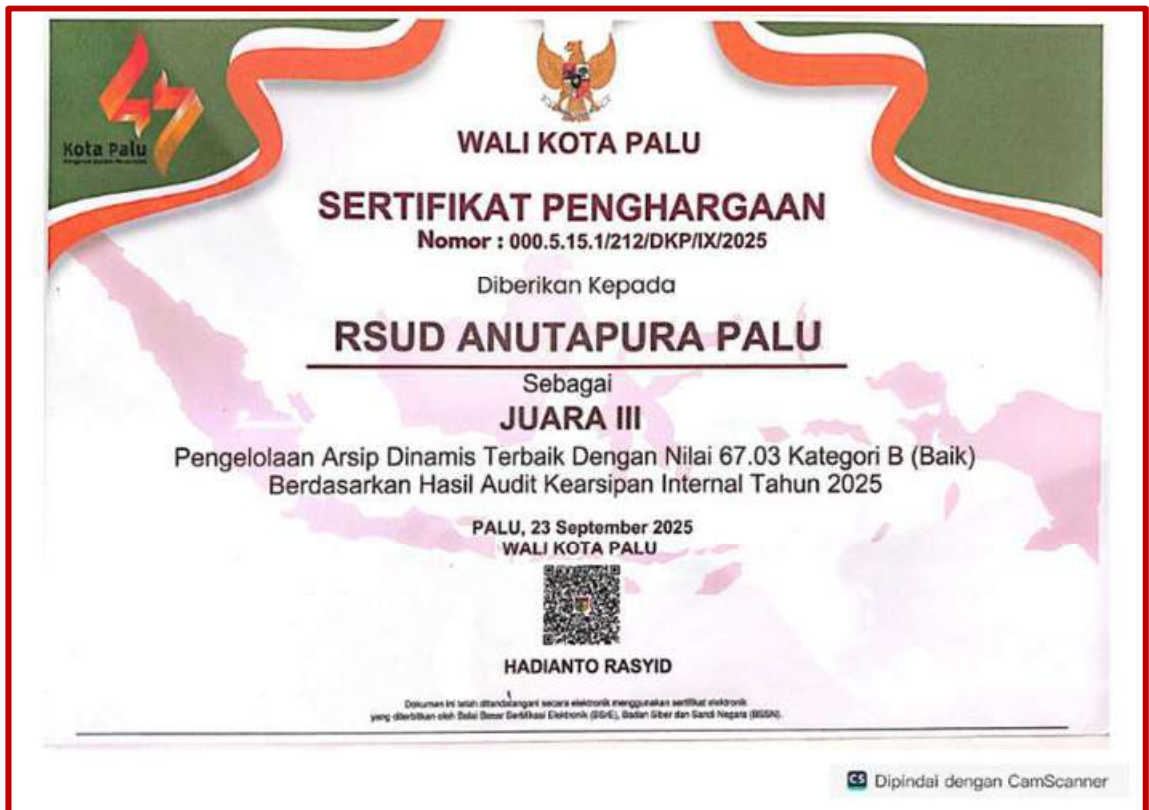 Kota Palu
WALI KOTA PALU
SERTIFIKAT PENGHARGAAN
Nomor : 000.5.15.1/212/DKP/IX/2025
Diberikan Kepada
RSUD ANUTAPURA PALU
Sebagai
JUARA III
Pengelolaan Arsip Dinamis Terbaik Dengan Nilai 67.03 Kategori B (Baik)
Berdasarkan Hasil Audit Kearsipan Internal Tahun 2025
PALU, 23 September 2025
WALI KOTA PALU
HADIANTO RASYID
Dokumen ini telah ditandatangani secara elektronik menggunakan sertifikat elektronik
yang diterbitkan oleh Balai Besar Sertifikasi Elektronik (BSrE), Badan Siber dan Sandi Negara (BSSN).
CS Dipindai dengan CamScanner